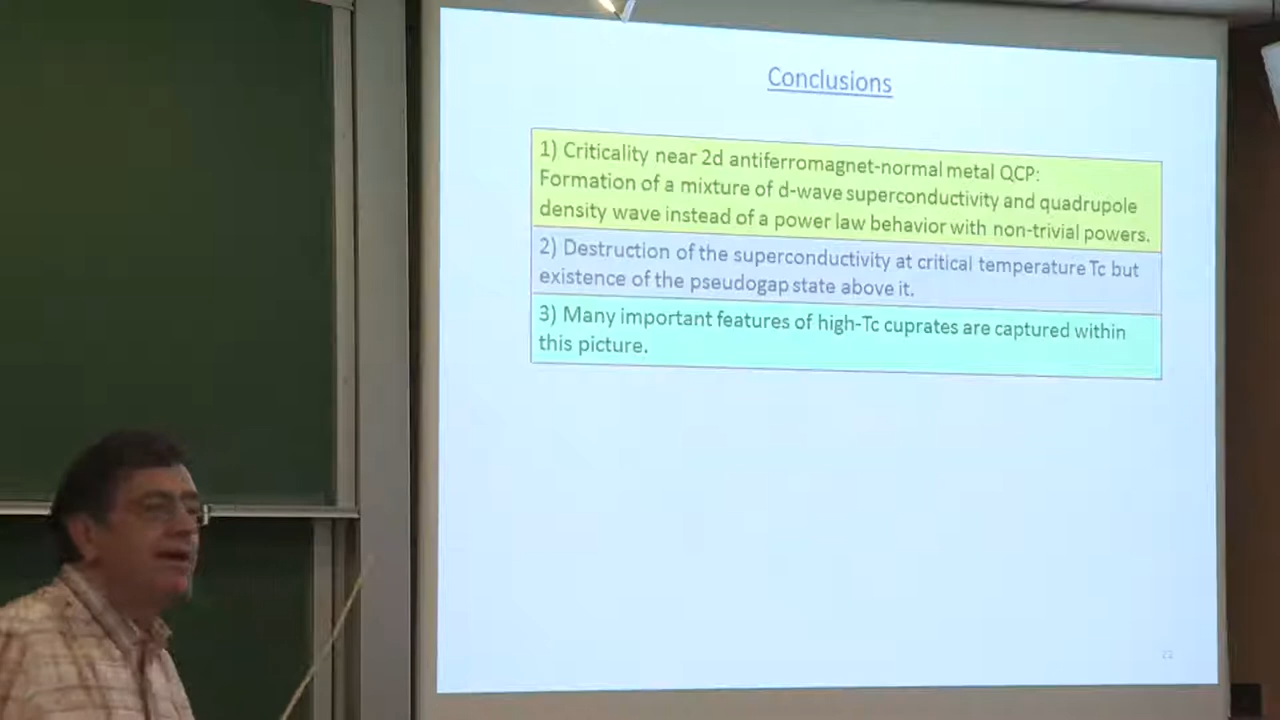 Conclusions
1) Criticality near 2d antiferromagnet-normal metal QCP:
Formation of a mixture of d-wave superconductivity and quadrupole
density wave instead of a power law behavior with non-trivial powers.
2) Destruction of the superconductivity at critical temperature Tc but
existence of the pseudogap state above it.
3) Many important features of high-Tc cuprates are captured within
this picture.